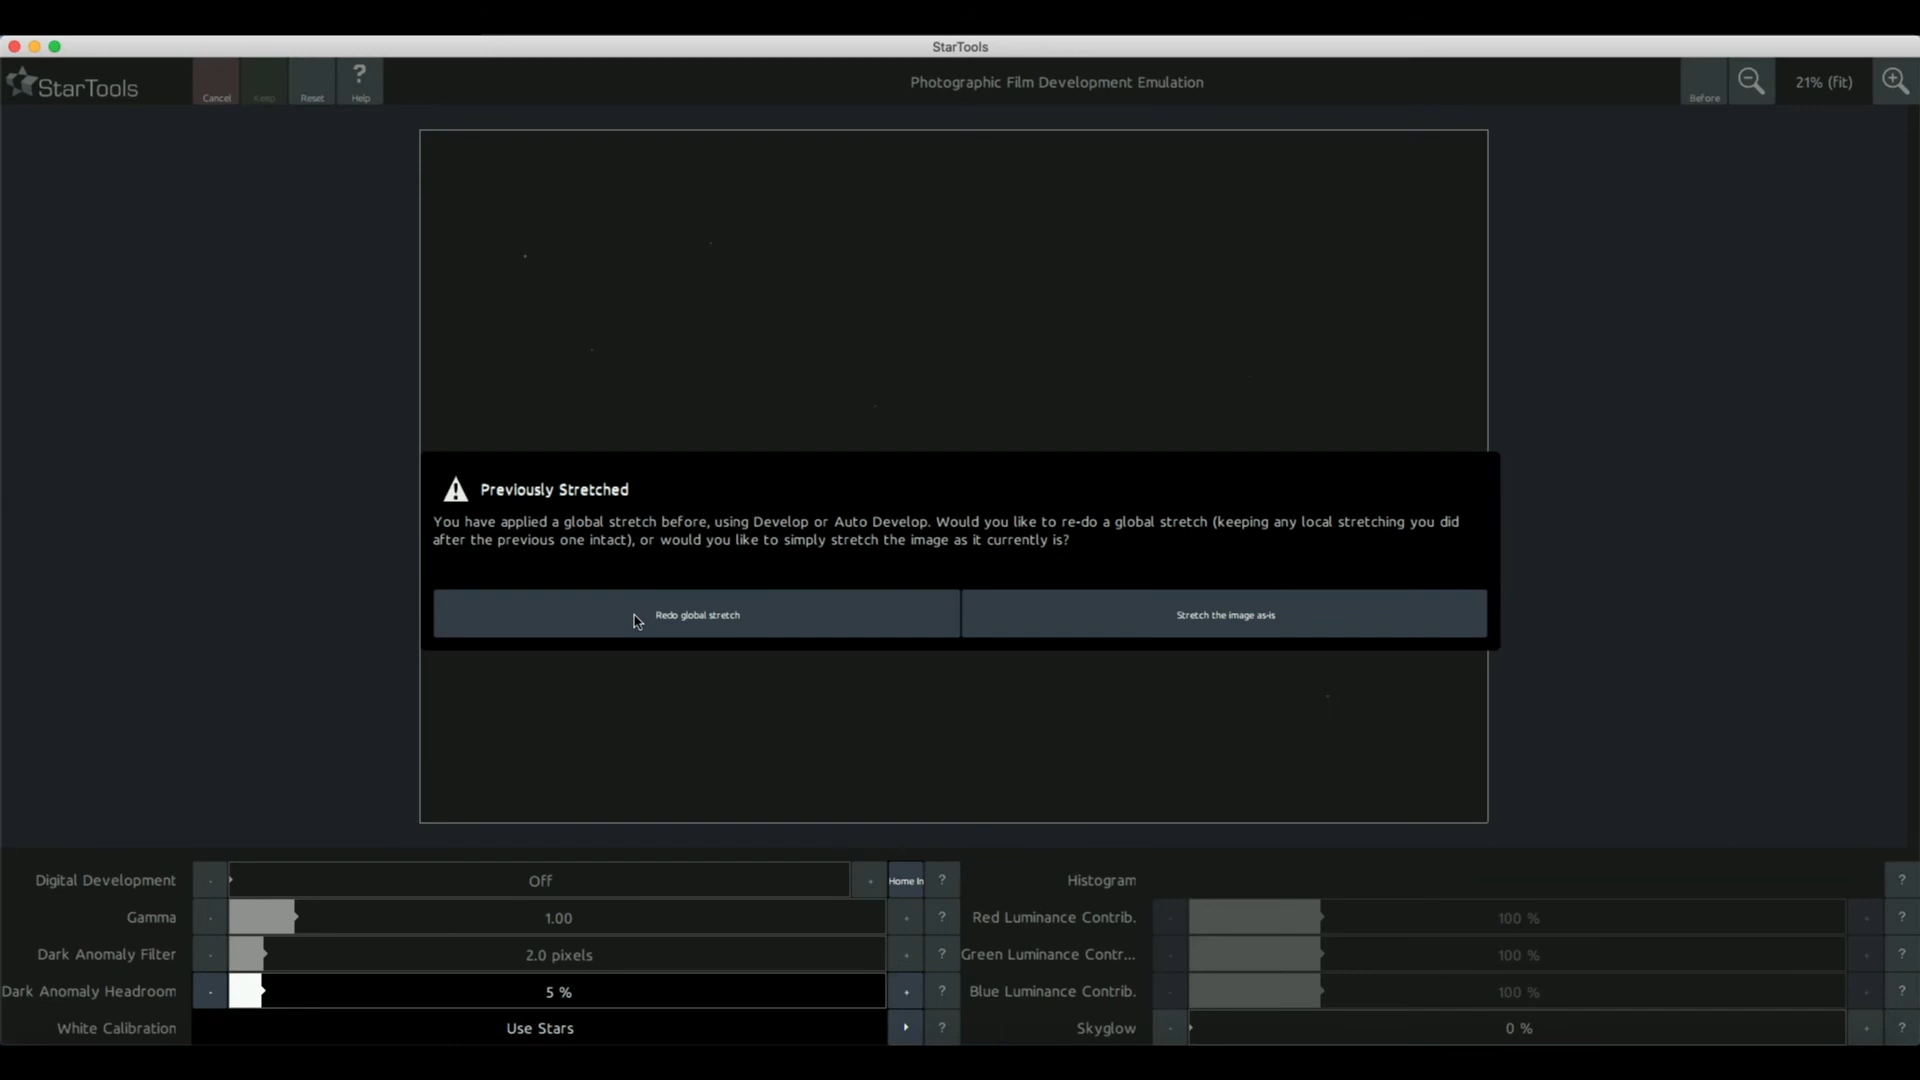 StarTools
StarTools
Cancel
Keep
Reset
?
Help
Photographic Film Development Emulation
Before
21% (fit)
Previously Stretched
You have applied a global stretch before, using Develop or Auto Develop. Would you like to re-do a global stretch (keeping any local stretching you did
after the previous one intact), or would you like to simply stretch the image as it currently is?
Redo global stretch
Stretch the image as-is
Digital Development
-
Off
+
Home In
?
Histogram
?
Gamma
-
1.00
+
?
Red Luminance Contrib.
-
100 %
+
?
Dark Anomaly Filter
-
2.0 pixels
+
?
Green Luminance Contr...
-
100 %
+
?
Dark Anomaly Headroom
-
5 %
+
?
Blue Luminance Contrib.
-
100 %
+
?
White Calibration
Use Stars
?
Skyglow
-
0 %
+
?